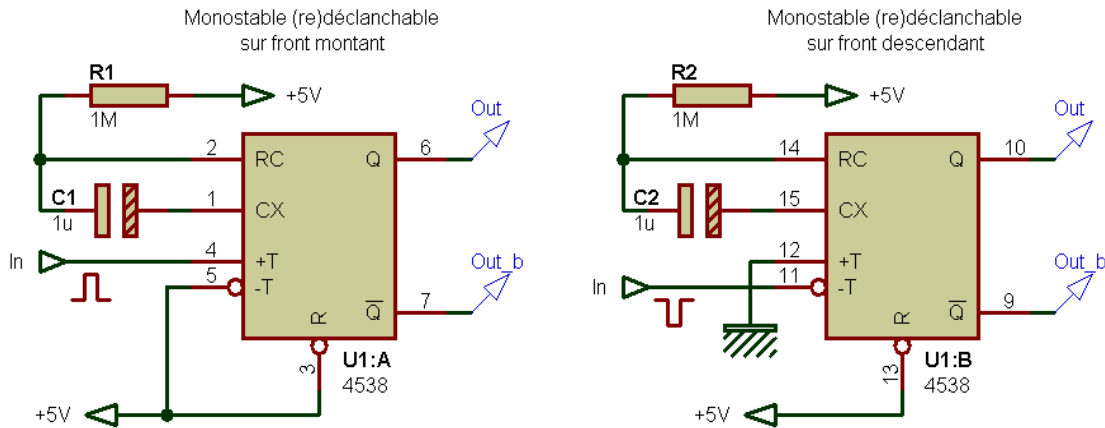 Monostable (re)déclanchable
sur front montant
R1
1M
+5V
Out
2
RC
Q
6
C1
1u
1
CX
In
4
+T
5
-T
Out_b
7
Q
R
3
U1:A
4538
+5V
Monostable (re)déclanchable
sur front descendant
R2
1M
+5V
Out
14
RC
Q
10
C2
1u
15
CX
12
+T
In
11
-T
Out_b
9
Q
R
13
U1:B
4538
+5V